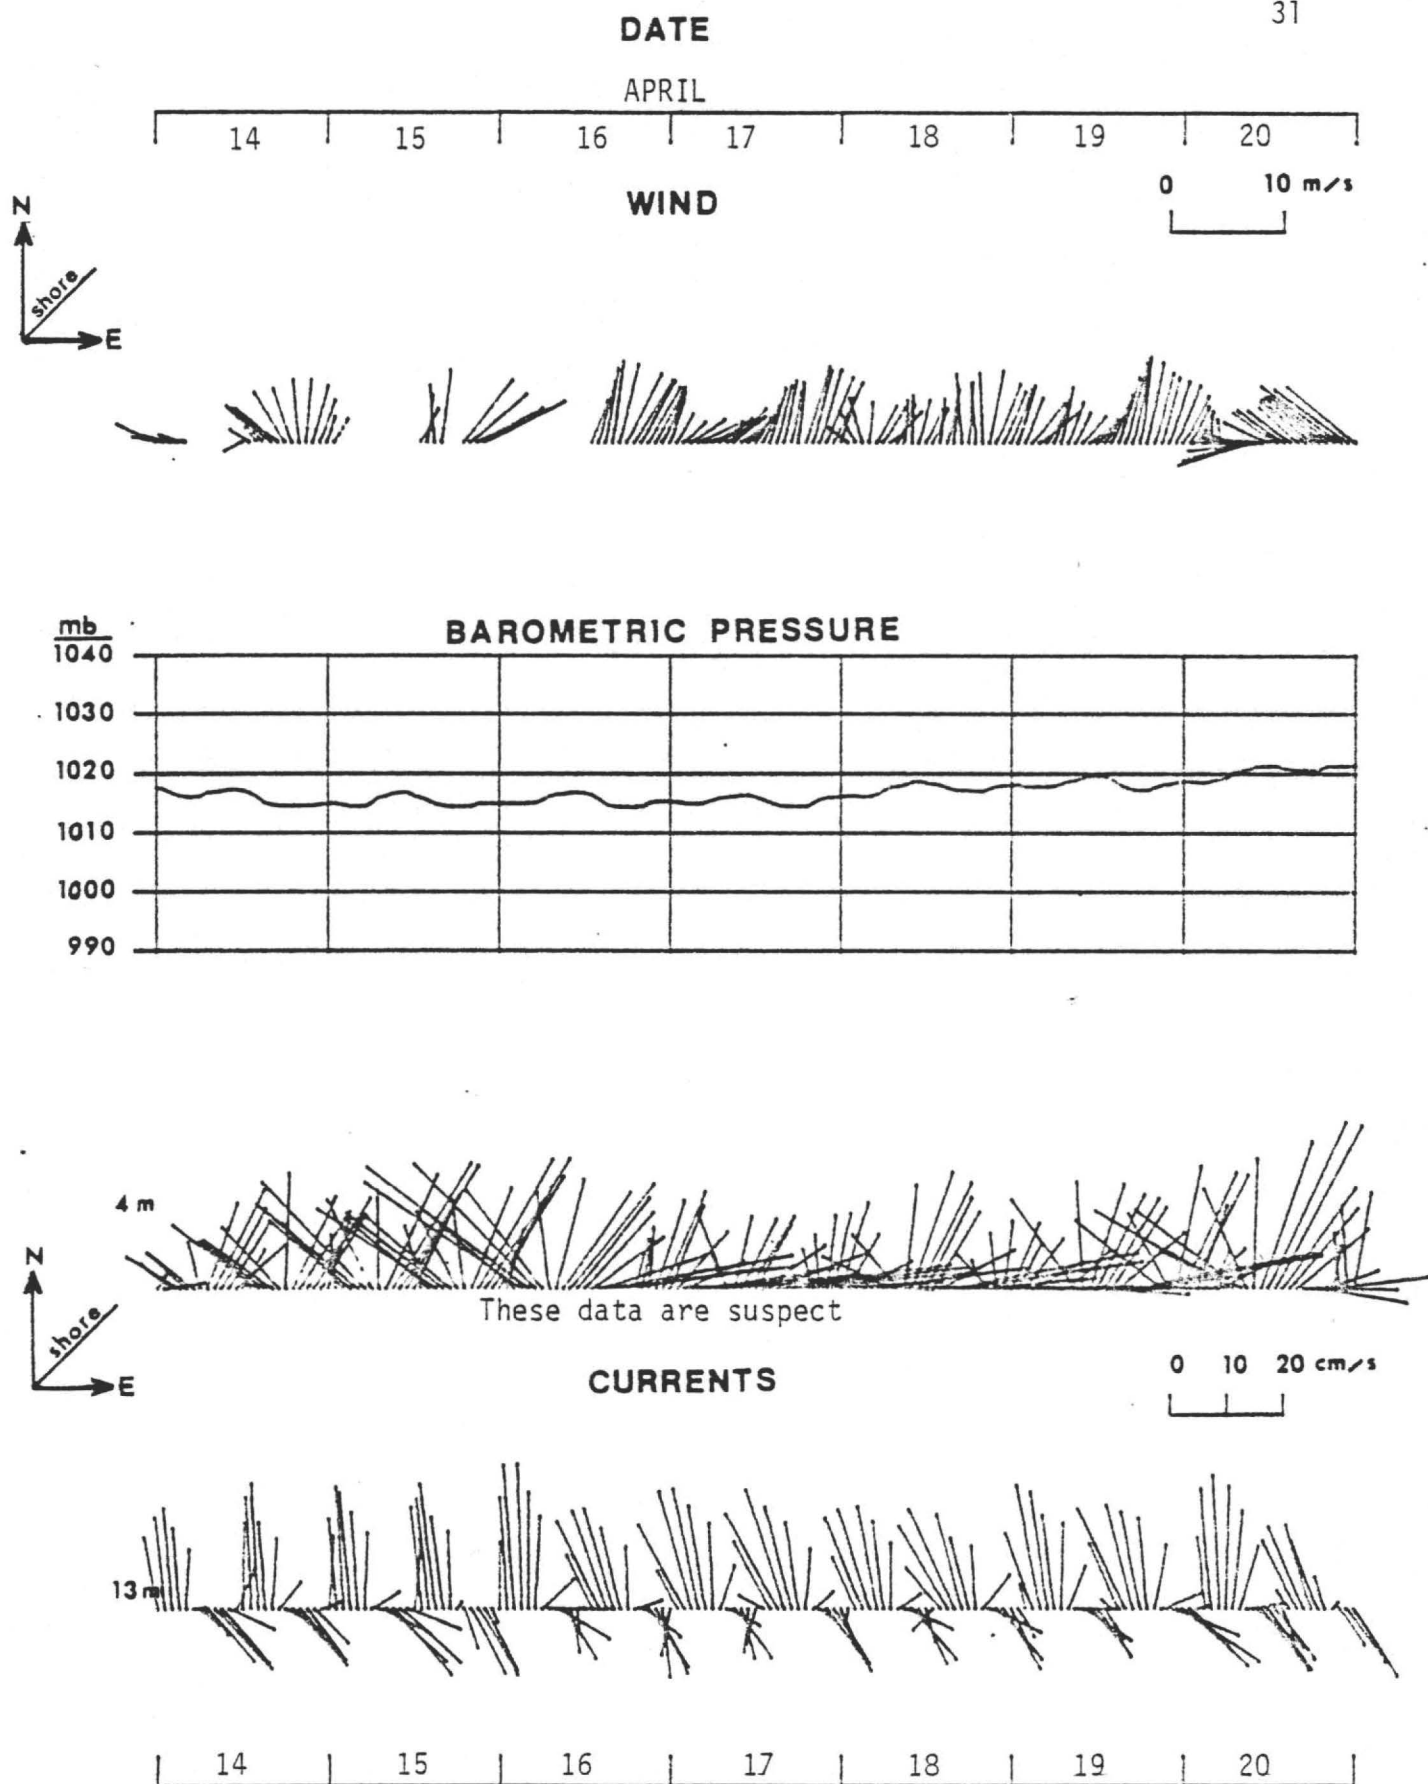 31
DATE
APRIL
14 15 16 17 18 19 20
WIND
0 10 m/s
N
shore
E
BAROMETRIC PRESSURE
mb
1040
1030
1020
1010
1000
990
4 m
These data are suspect
N
shore
E
CURRENTS
0 10 20 cm/s
13 m
14 15 16 17 18 19 20